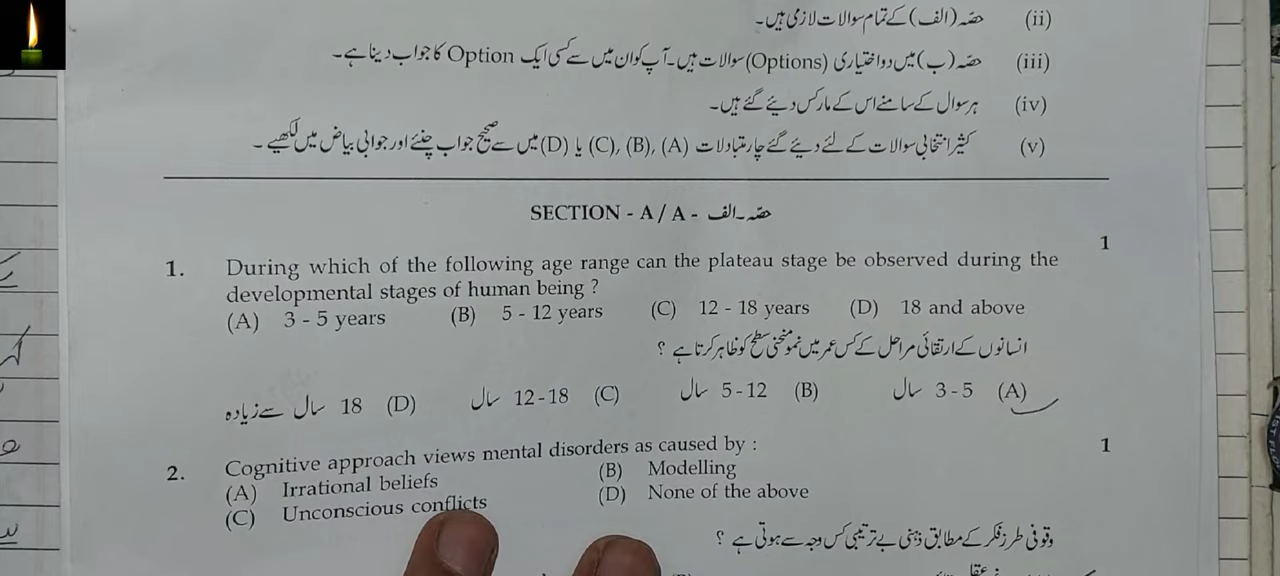 (ii) حصّہ (الف) کے تمام سوالات لازمی ہیں۔
(iii) حصّہ (ب) میں دو اختیاری (Options) سوالات ہیں۔ آپ کو ان میں سے کسی ایک Option کا جواب دینا ہے۔
(iv) ہر سوال کے سامنے اس کے مارکس دیئے گئے ہیں۔
(v) کثیر انتخابی سوالات کے لئے دیئے گئے چار متبادلات (A), (B), (C) یا (D) میں سے صحیح جواب چنئے اور جوابی بیاض میں لکھیے ۔
SECTION - A / A - حصّہ۔الف
1. During which of the following age range can the plateau stage be observed during the 1
developmental stages of human being ?
(A) 3 - 5 years (B) 5 - 12 years (C) 12 - 18 years (D) 18 and above
انسانوں کے ارتقائی مراحل کے کس عمر میں نمو منحنی سطح کو ظاہر کرتا ہے ؟
(A) 3-5 سال (B) 5-12 سال (C) 12-18 سال (D) 18 سال سے زیادہ
2. Cognitive approach views mental disorders as caused by : 1
(A) Irrational beliefs (B) Modelling
(C) Unconscious conflicts (D) None of the above
وقوفی طرز فکر کے مطابق ذہنی بے ترتیبی کس وجہ سے ہوتی ہے ؟